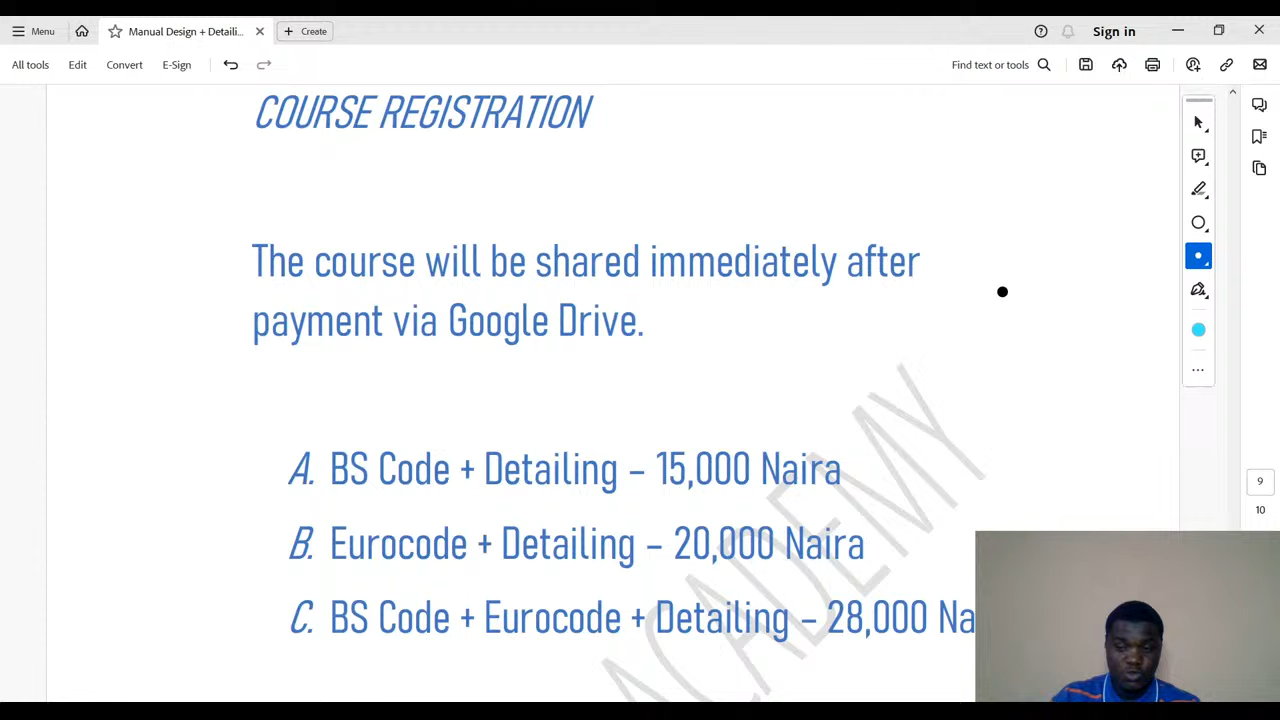 Menu
Manual Design + Detaili...
Create
Sign in
All tools
Edit
Convert
E-Sign
Find text or tools
COURSE REGISTRATION
The course will be shared immediately after
payment via Google Drive.
A. BS Code + Detailing – 15,000 Naira
B. Eurocode + Detailing – 20,000 Naira
C. BS Code + Eurocode + Detailing – 28,000 Na
ACADEMY
9
10